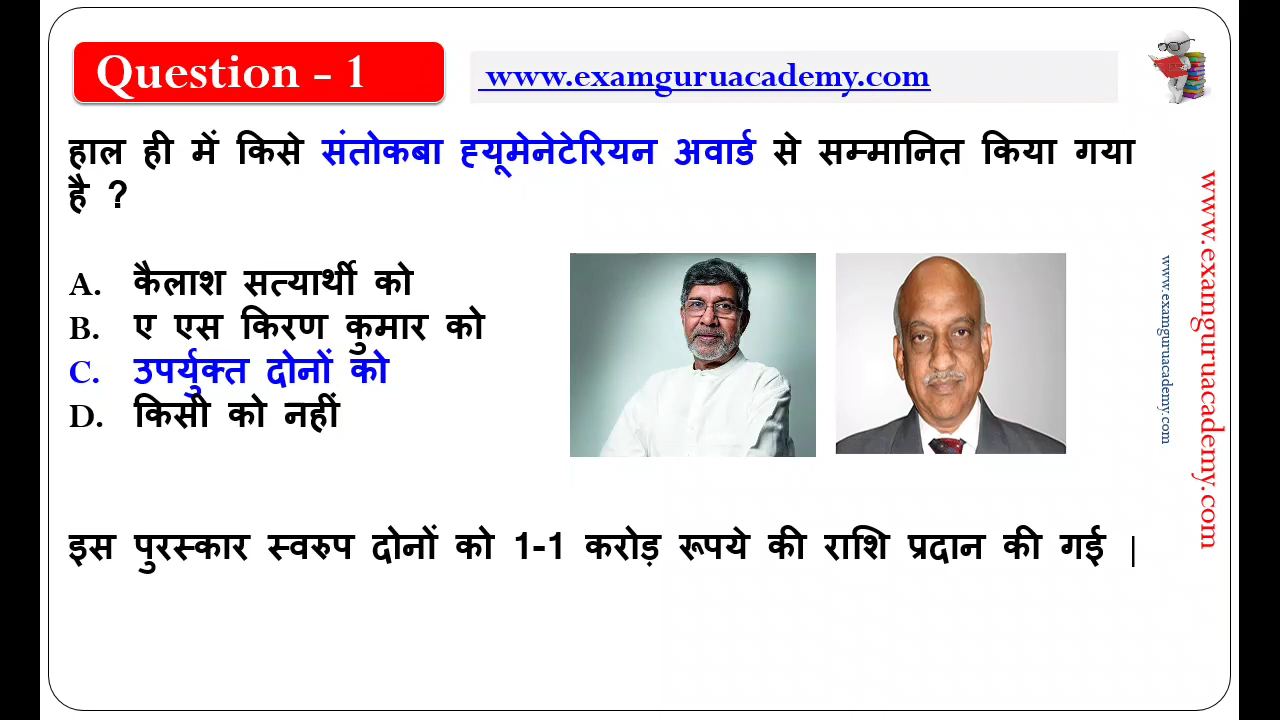 Question - 1
www.examguruacademy.com
हाल ही में किसे संतोकबा ह्यूमेनेटेरियन अवार्ड से सम्मानित किया गया
है ?
A. कैलाश सत्यार्थी को
B. ए एस किरण कुमार को
C. उपर्युक्त दोनों को
D. किसी को नहीं
इस पुरस्कार स्वरुप दोनों को 1-1 करोड़ रूपये की राशि प्रदान की गई |
www.examguruacademy.com
www.examguruacademy.com